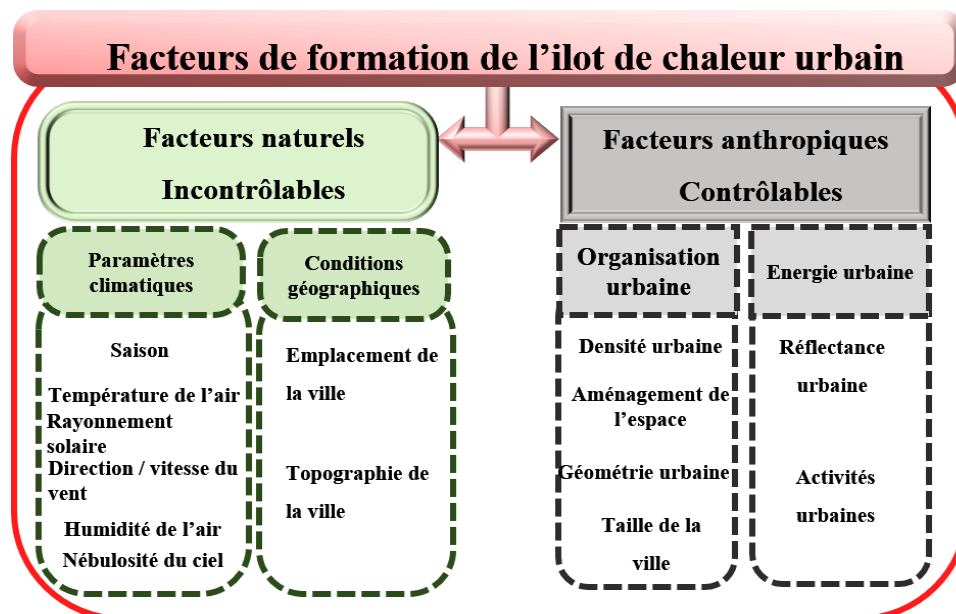 Facteurs de formation de l’ilot de chaleur urbain
Facteurs naturels
Incontrôlables
Paramètres
climatiques
Saison
Température de l’air
Rayonnement
solaire
Direction / vitesse du
vent
Humidité de l’air
Nébulosité du ciel
Conditions
géographiques
Emplacement de
la ville
Topographie de
la ville
Facteurs anthropiques
Contrôlables
Organisation
urbaine
Densité urbaine
Aménagement de
l’espace
Géométrie urbaine
Taille de la
ville
Energie urbaine
Réflectance
urbaine
Activités
urbaines